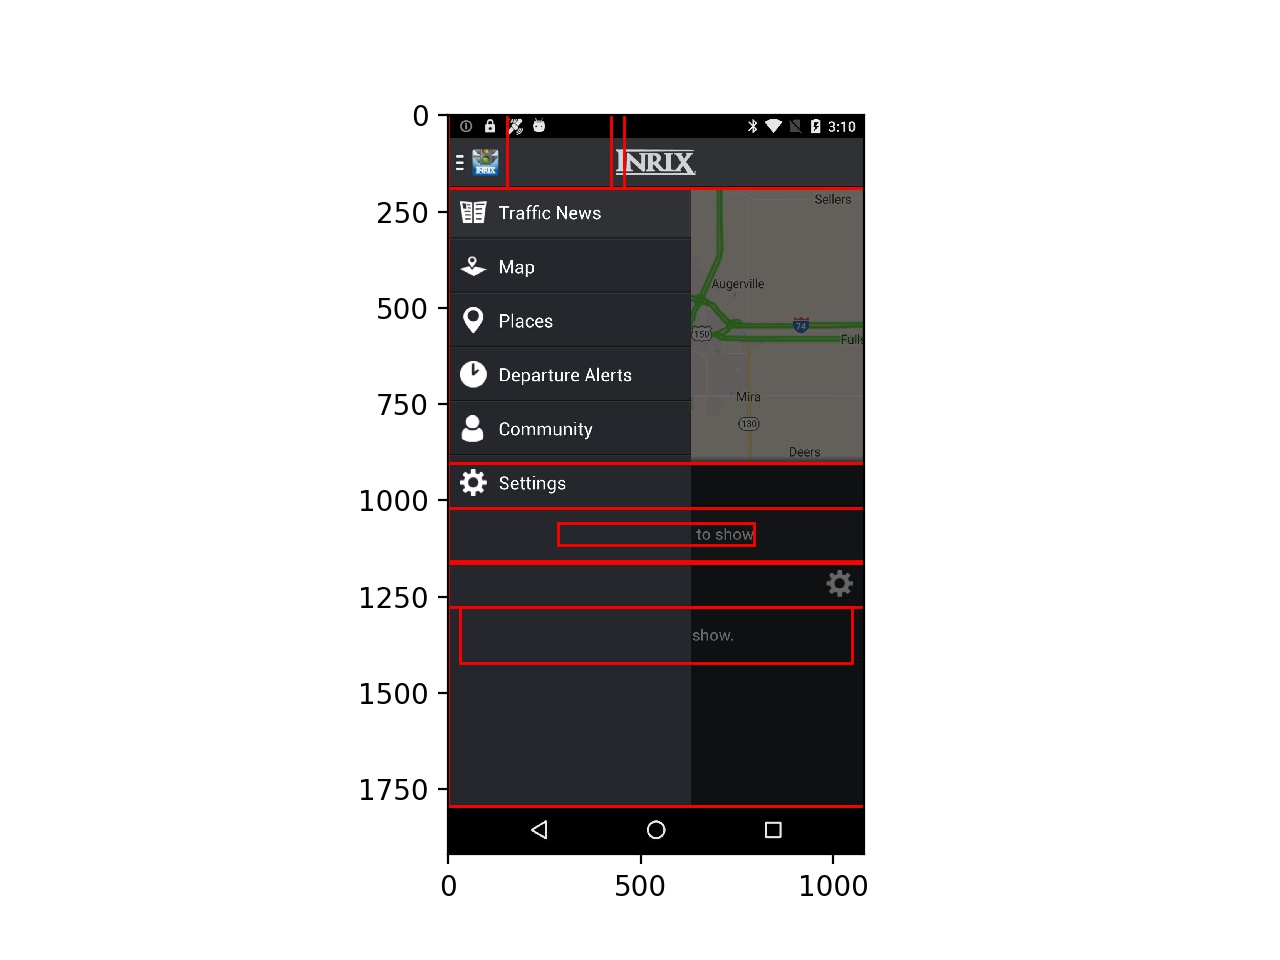 0
3:10
INRIX
INRIX
250
Traffic News
Sellers
Map
Augerville
500
Places
74
150
Fulls
750
Departure Alerts
Mira
Community
130
Deers
1000
Settings
to show
1250
show.
1500
1750
0
500
1000